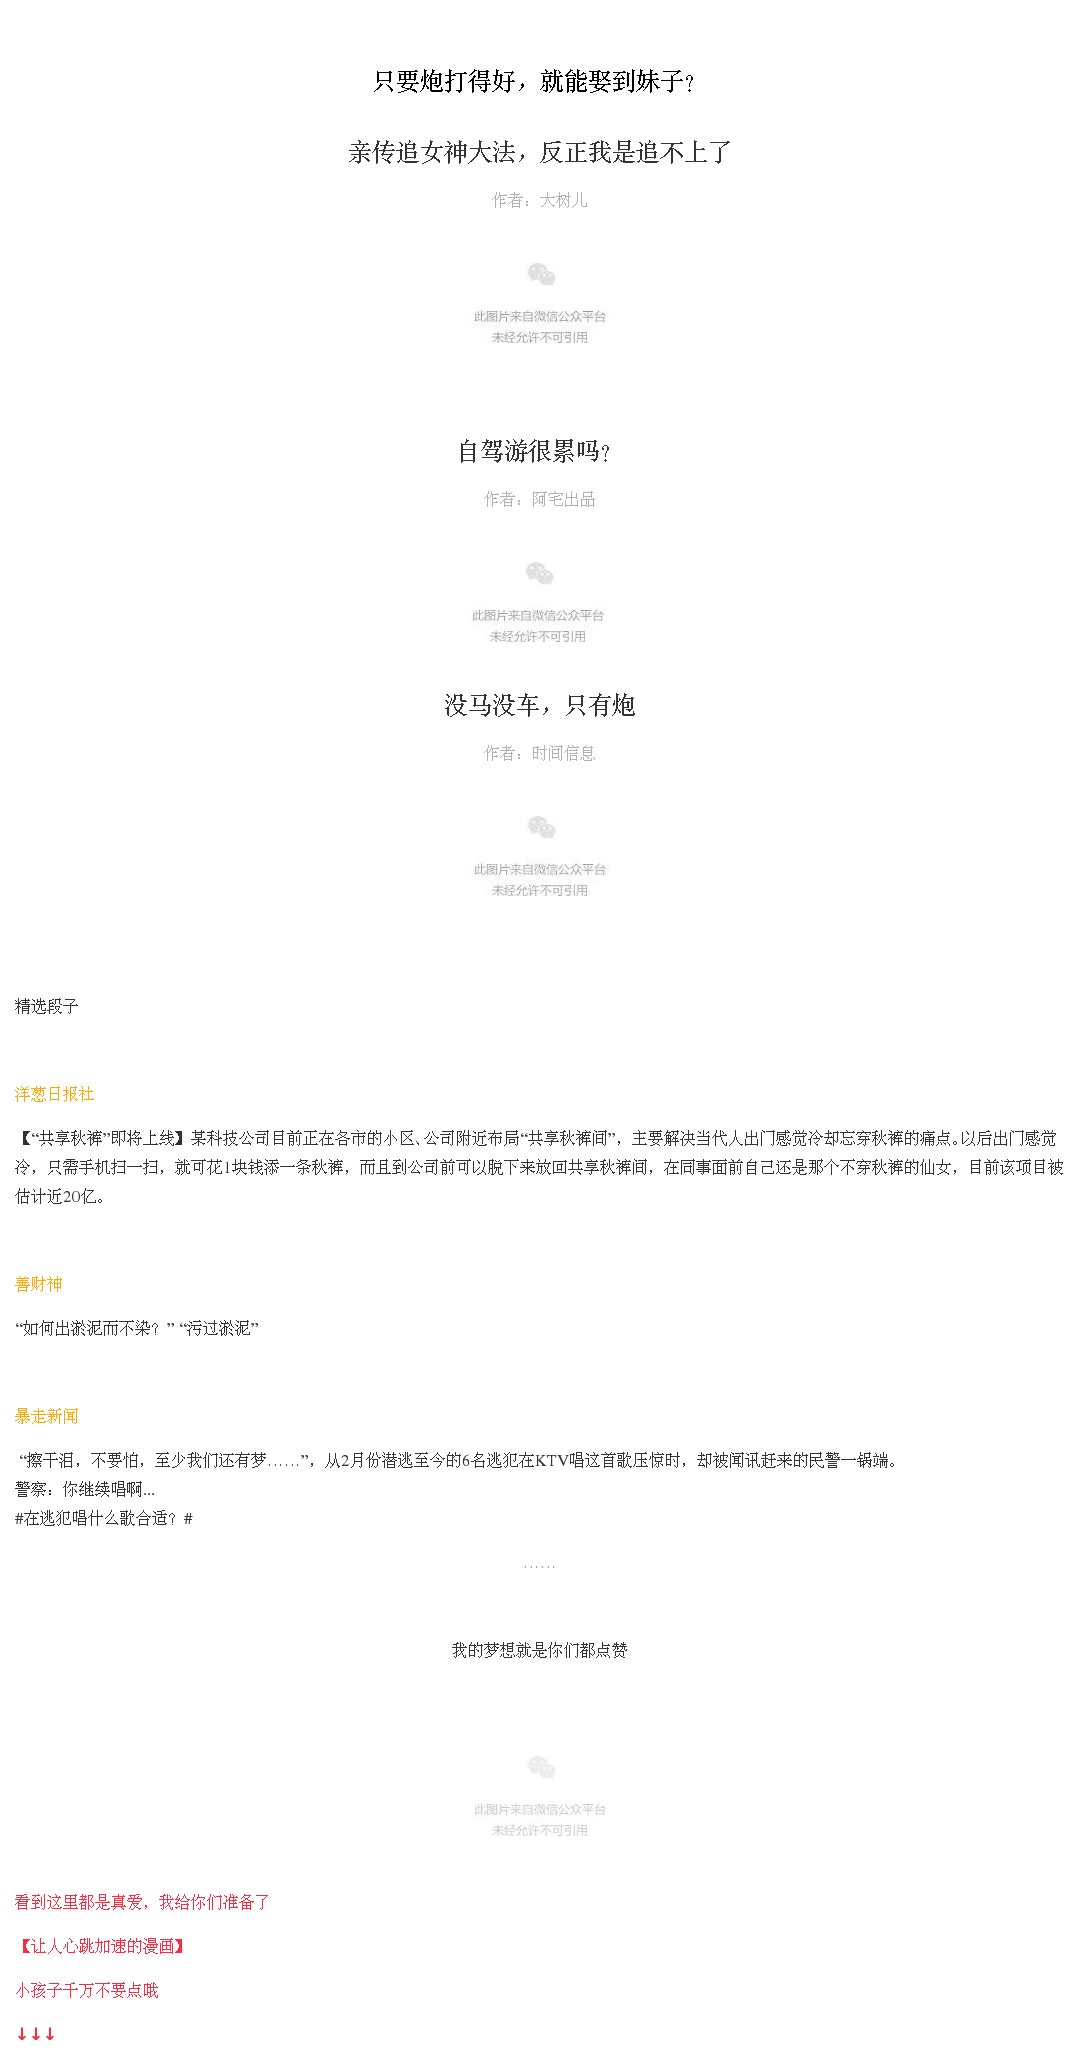 只要炮打得好，就能娶到妹子？
亲传追女神大法，反正我是追不上了
作者：大树儿
此图片来自微信公众平台
未经允许不可引用
自驾游很累吗？
作者：阿宅出品
此图片来自微信公众平台
未经允许不可引用
没马没车，只有炮
作者：时间信息
此图片来自微信公众平台
未经允许不可引用
精选段子
洋葱日报社
【“共享秋裤”即将上线】某科技公司目前正在各市的小区、公司附近布局“共享秋裤间”，主要解决当代人出门感觉冷却忘穿秋裤的痛点。以后出门感觉
冷，只需手机扫一扫，就可花1块钱添一条秋裤，而且到公司前可以脱下来放回共享秋裤间，在同事面前自己还是那个不穿秋裤的仙女，目前该项目被
估计近20亿。
善财神
“如何出淤泥而不染？” “污过淤泥”
暴走新闻
“擦干泪，不要怕，至少我们还有梦……”，从2月份潜逃至今的6名逃犯在KTV唱这首歌压惊时，却被闻讯赶来的民警一锅端。
警察：你继续唱啊...
#在逃犯唱什么歌合适？#
……
我的梦想就是你们都点赞
此图片来自微信公众平台
未经允许不可引用
看到这里都是真爱，我给你们准备了
【让人心跳加速的漫画】
小孩子千万不要点哦
↓↓↓